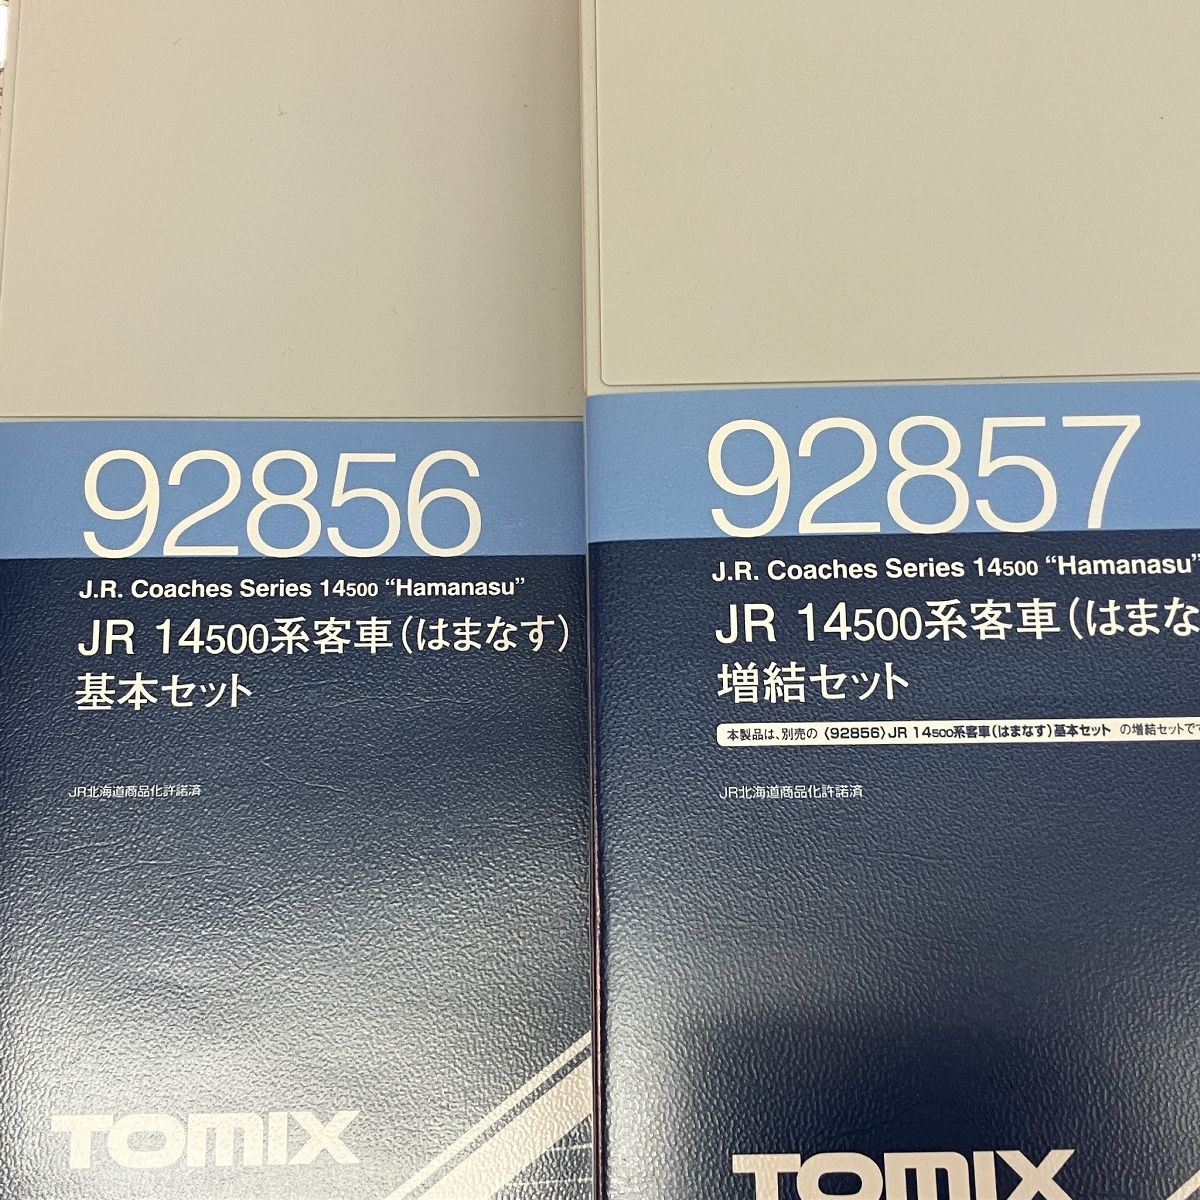 92856
J.R. Coaches Series 14500 “Hamanasu”
JR 14500系客車(はまなす)
基本セット
JR北海道商品化許諾済
TOMIX
92857
J.R. Coaches Series 14500 “Hamanasu”
JR 14500系客車(はまな
増結セット
本製品は、別売の〈92856〉JR 14500系客車(はまなす)基本セット の増結セットです
JR北海道商品化許諾済
TOMIX